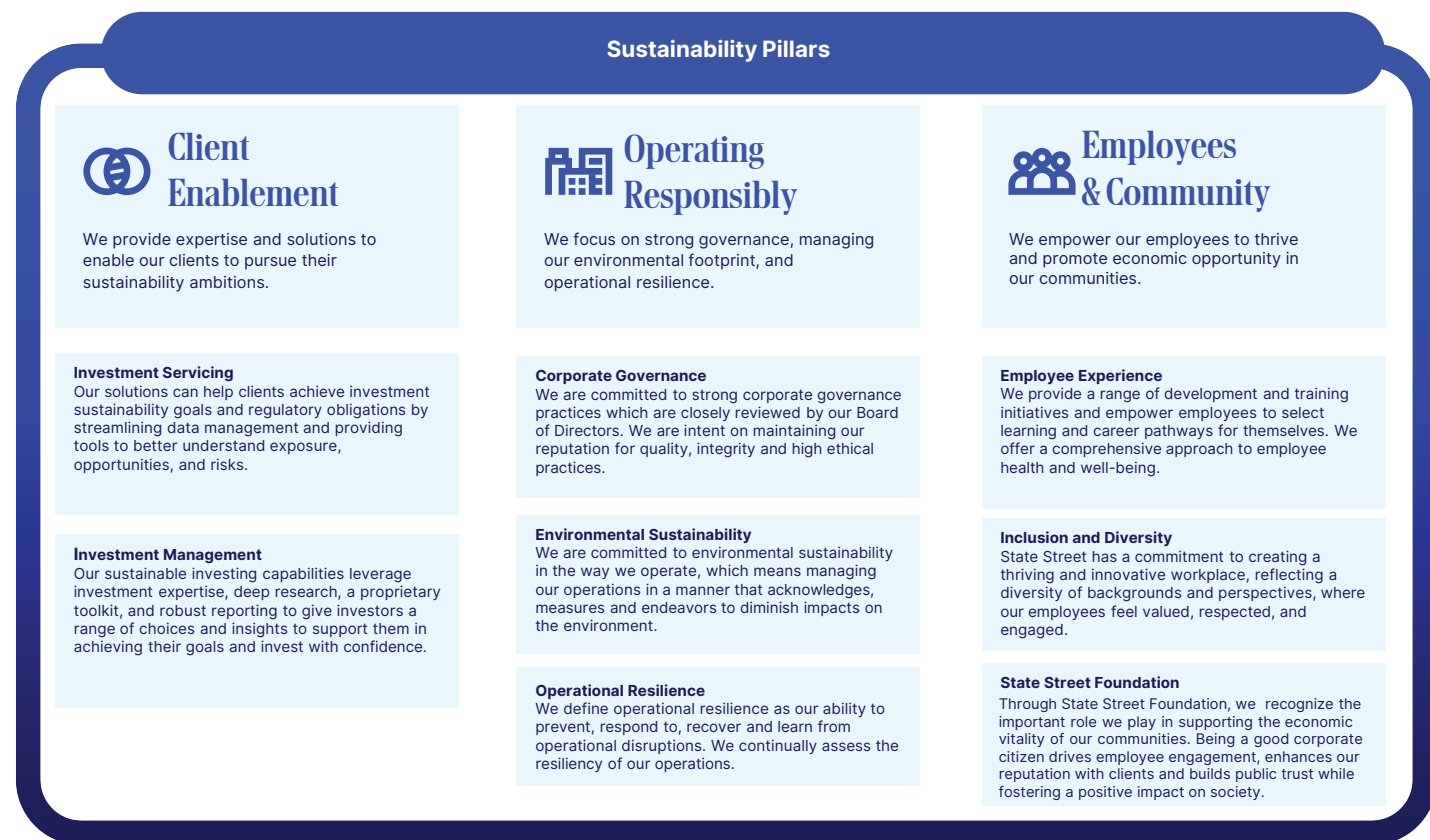 Sustainability Pillars
Client
Enablement
We provide expertise and solutions to
enable our clients to pursue their
sustainability ambitions.
Investment Servicing
Our solutions can help clients achieve investment
sustainability goals and regulatory obligations by
streamlining data management and providing
tools to better understand exposure,
opportunities, and risks.
Investment Management
Our sustainable investing capabilities leverage
investment expertise, deep research, a proprietary
toolkit, and robust reporting to give investors a
range of choices and insights to support them in
achieving their goals and invest with confidence.
Operating
Responsibly
We focus on strong governance, managing
our environmental footprint, and
operational resilience.
Corporate Governance
We are committed to strong corporate governance
practices which are closely reviewed by our Board
of Directors. We are intent on maintaining our
reputation for quality, integrity and high ethical
practices.
Environmental Sustainability
We are committed to environmental sustainability
in the way we operate, which means managing
our operations in a manner that acknowledges,
measures and endeavors to diminish impacts on
the environment.
Operational Resilience
We define operational resilience as our ability to
prevent, respond to, recover and learn from
operational disruptions. We continually assess the
resiliency of our operations.
Employees
& Community
We empower our employees to thrive
and promote economic opportunity in
our communities.
Employee Experience
We provide a range of development and training
initiatives and empower employees to select
learning and career pathways for themselves. We
offer a comprehensive approach to employee
health and well-being.
Inclusion and Diversity
State Street has a commitment to creating a
thriving and innovative workplace, reflecting a
diversity of backgrounds and perspectives, where
our employees feel valued, respected, and
engaged.
State Street Foundation
Through State Street Foundation, we recognize the
important role we play in supporting the economic
vitality of our communities. Being a good corporate
citizen drives employee engagement, enhances our
reputation with clients and builds public trust while
fostering a positive impact on society.